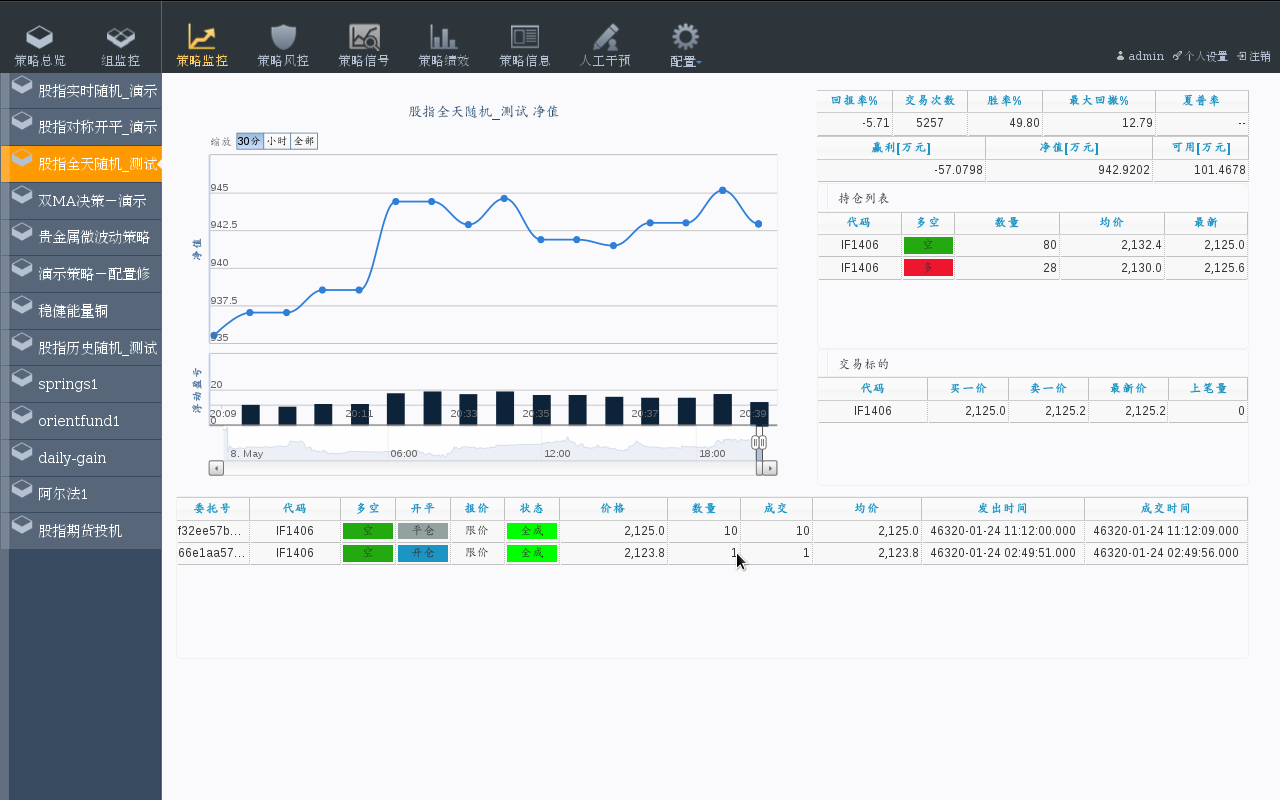 策略总览 组监控 策略监控 策略风控 策略信号 策略绩效 策略信息 人工干预 配置 admin 个人设置 注销
股指实时随机_演示
股指对称开平_演示
股指全天随机_测试
双MA决策－演示
贵金属微波动策略
演示策略－配置修
稳健能量铜
股指历史随机_测试
springs1
orientfund1
daily-gain
阿尔法1
股指期货投机
股指全天随机_测试 净值
缩放 30分 小时 全部
净值
945
942.5
940
937.5
935
浮动盈亏
20
0
20:09 20:11 20:33 20:35 20:37 20:39
8. May 06:00 12:00 18:00
回报率% 交易次数 胜率% 最大回撤% 夏普率
-5.71 5257 49.80 12.79 --
赢利[万元] 净值[万元] 可用[万元]
-57.0798 942.9202 101.4678
持仓列表
代码 多空 数量 均价 最新
IF1406 空 80 2,132.4 2,125.0
IF1406 多 28 2,130.0 2,125.6
交易标的
代码 买一价 卖一价 最新价 上笔量
IF1406 2,125.0 2,125.2 2,125.2 0
委托号 代码 多空 开平 报价 状态 价格 数量 成交 均价 发出时间 成交时间
f32ee57b... IF1406 空 平仓 限价 全成 2,125.0 10 10 2,125.0 46320-01-24 11:12:00.000 46320-01-24 11:12:09.000
66e1aa57... IF1406 空 开仓 限价 全成 2,123.8 1 1 2,123.8 46320-01-24 02:49:51.000 46320-01-24 02:49:56.000